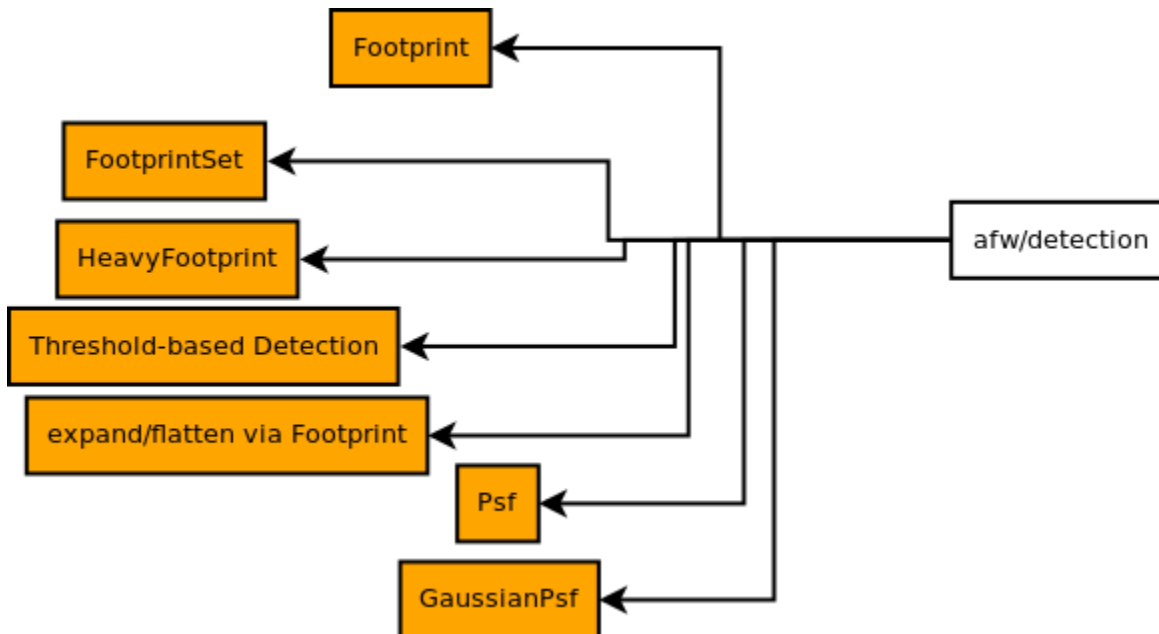 Footprint
FootprintSet
afw/detection
HeavyFootprint
Threshold-based Detection
expand/flatten via Footprint
Psf
GaussianPsf